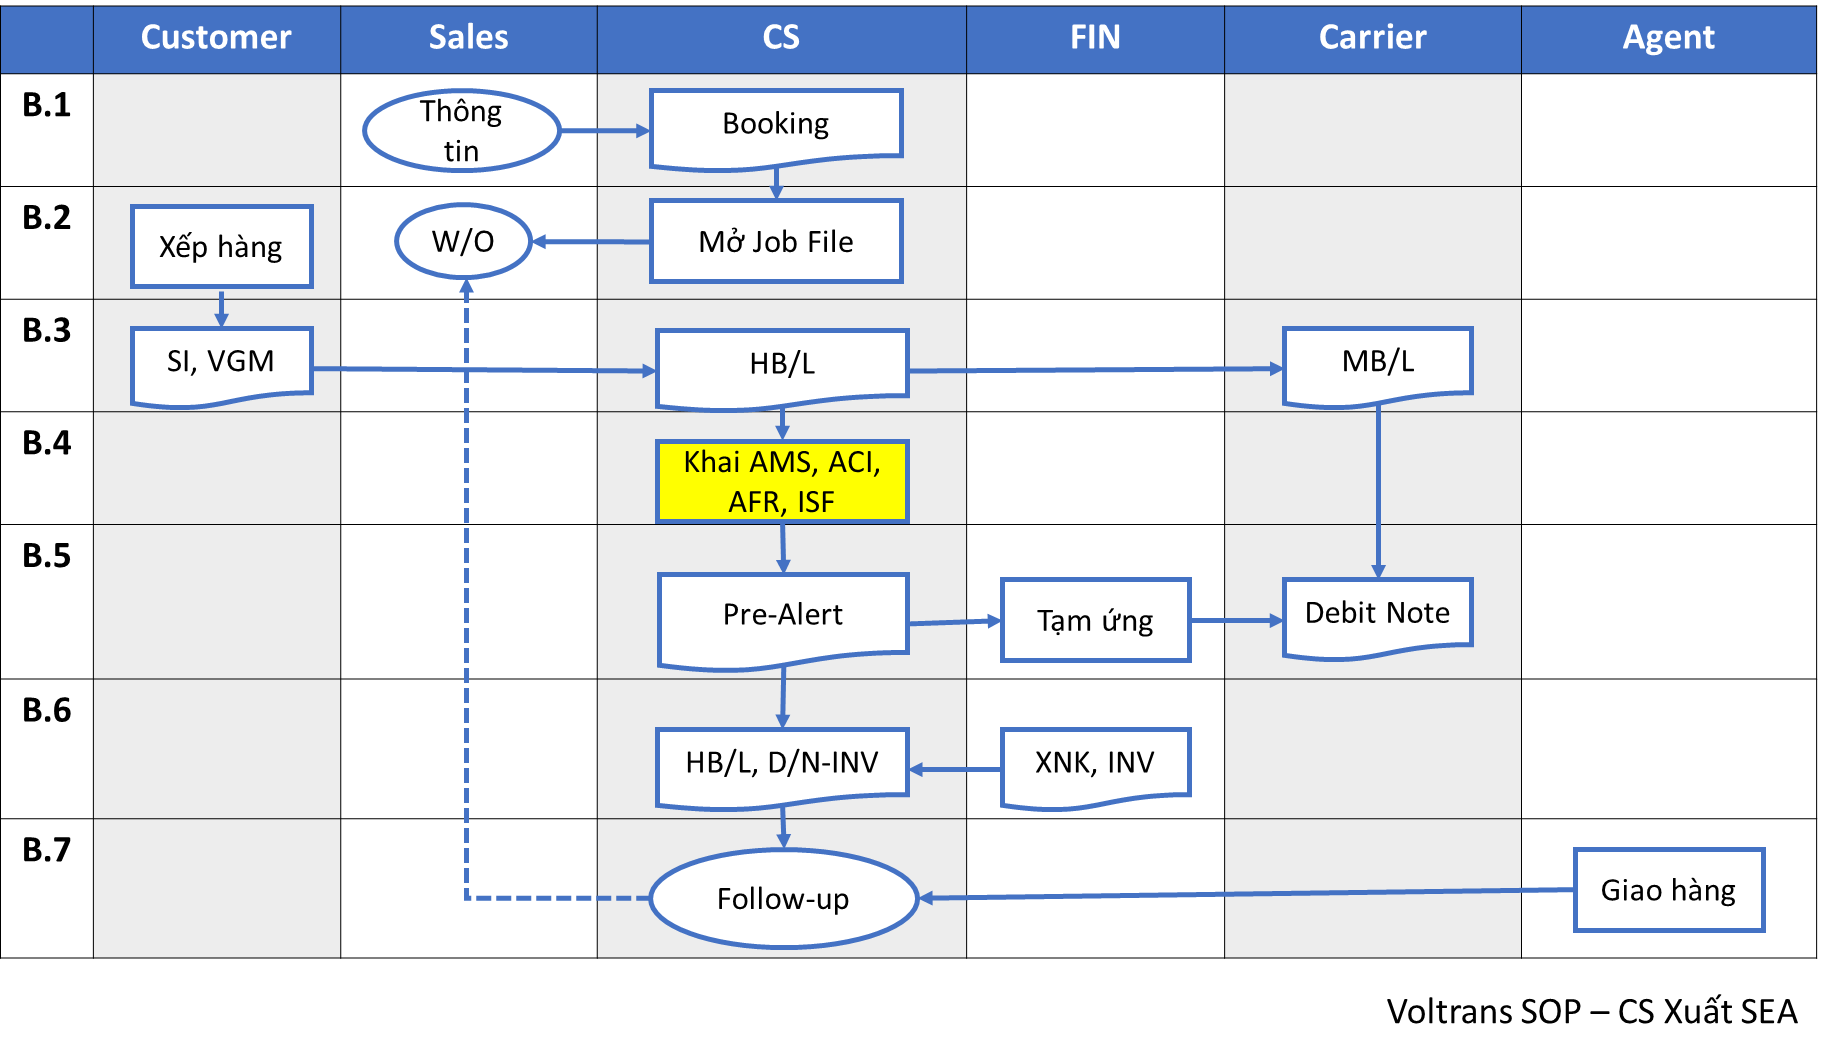 Customer
Sales
CS
FIN
Carrier
Agent
B.1
Thông
tin
Booking
B.2
Xếp hàng
W/O
Mở Job File
B.3
SI, VGM
HB/L
MB/L
B.4
Khai AMS, ACI,
AFR, ISF
B.5
Pre-Alert
Tạm ứng
Debit Note
B.6
HB/L, D/N-INV
XNK, INV
B.7
Follow-up
Giao hàng
Voltrans SOP – CS Xuất SEA